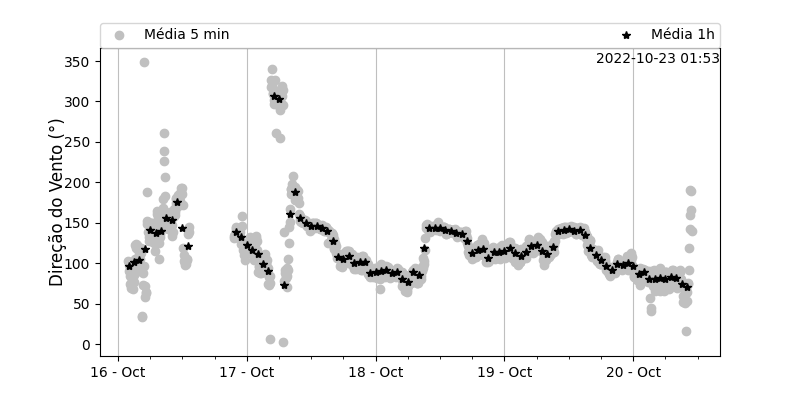 Média 5 min
Média 1h
2022-10-23 01:53
Direção do Vento (°)
350
300
250
200
150
100
50
0
16 - Oct
17 - Oct
18 - Oct
19 - Oct
20 - Oct